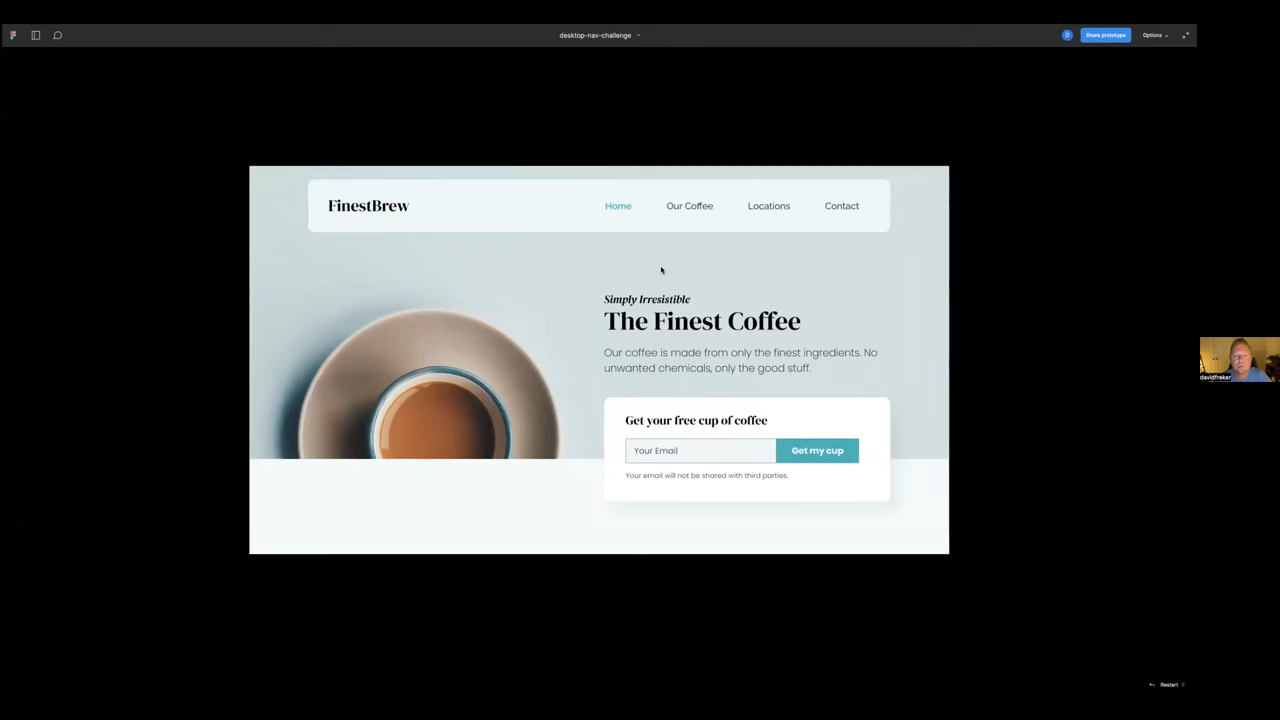 desktop-nav-challenge
D
Share prototype
Options
FinestBrew
Home
Our Coffee
Locations
Contact
Simply Irresistible
The Finest Coffee
Our coffee is made from only the finest ingredients. No
unwanted chemicals, only the good stuff.
Get your free cup of coffee
Your Email
Get my cup
Your email will not be shared with third parties.
davidfreker
Restart